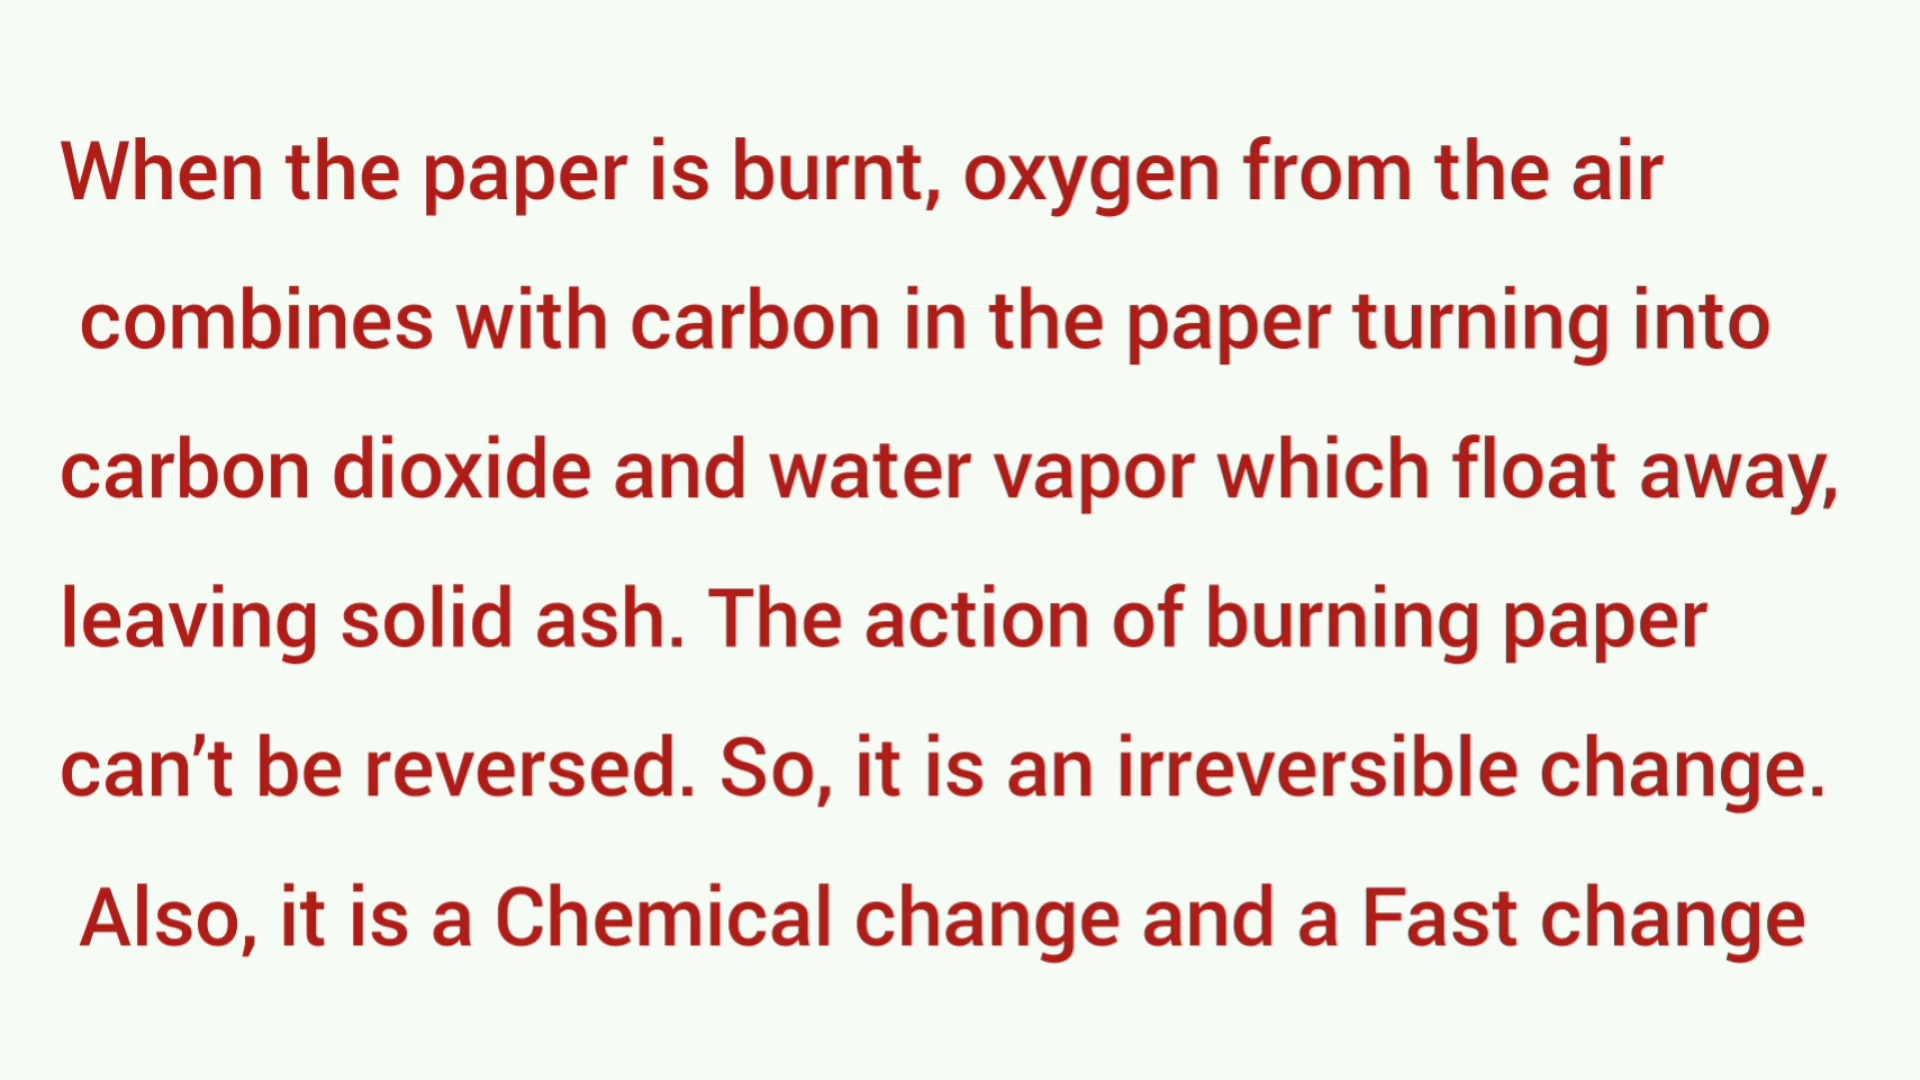 When the paper is burnt, oxygen from the air
combines with carbon in the paper turning into
carbon dioxide and water vapor which float away,
leaving solid ash. The action of burning paper
can’t be reversed. So, it is an irreversible change.
Also, it is a Chemical change and a Fast change